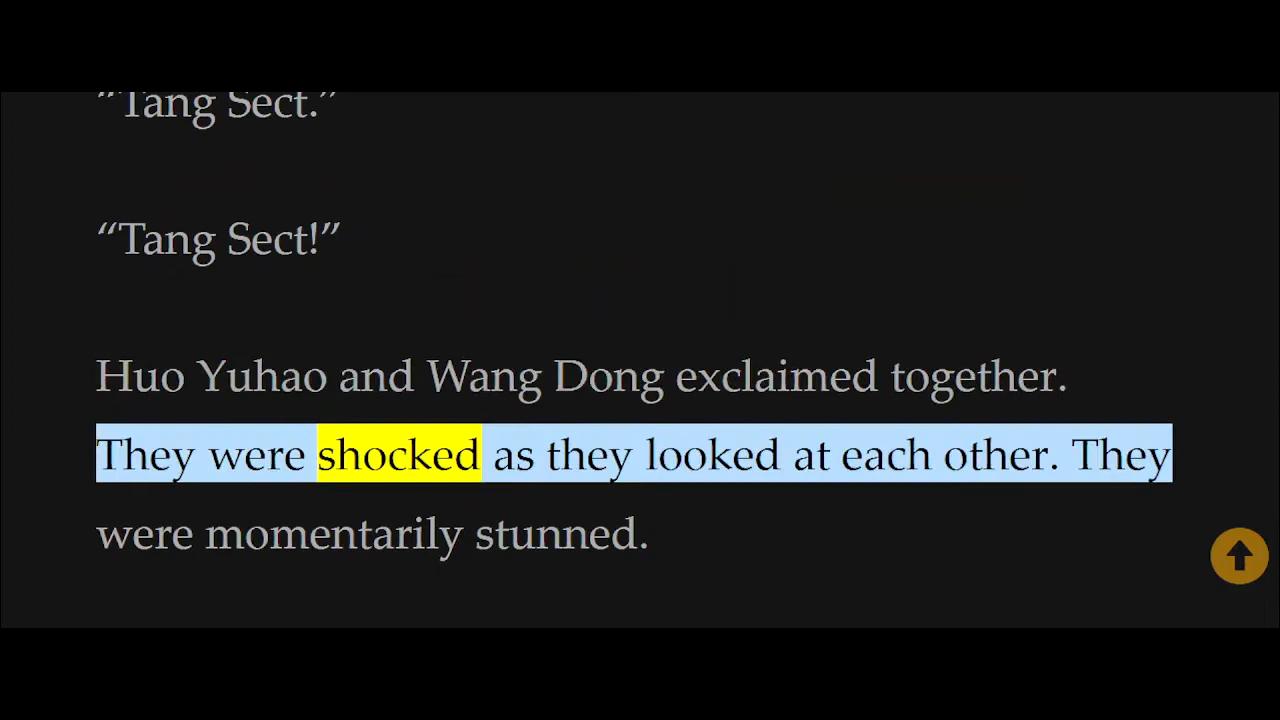 “Tang Sect.”
“Tang Sect!”
Huo Yuhao and Wang Dong exclaimed together.
They were shocked as they looked at each other. They
were momentarily stunned.